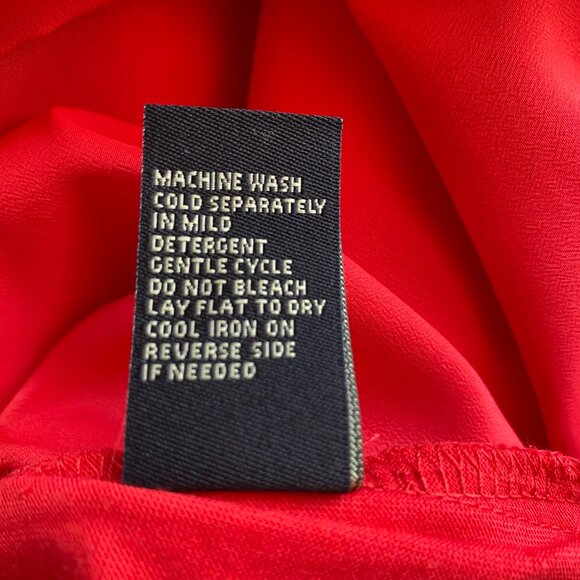 MACHINE WASH
COLD SEPARATELY
IN MILD
DETERGENT
GENTLE CYCLE
DO NOT BLEACH
LAY FLAT TO DRY
COOL IRON ON
REVERSE SIDE
IF NEEDED